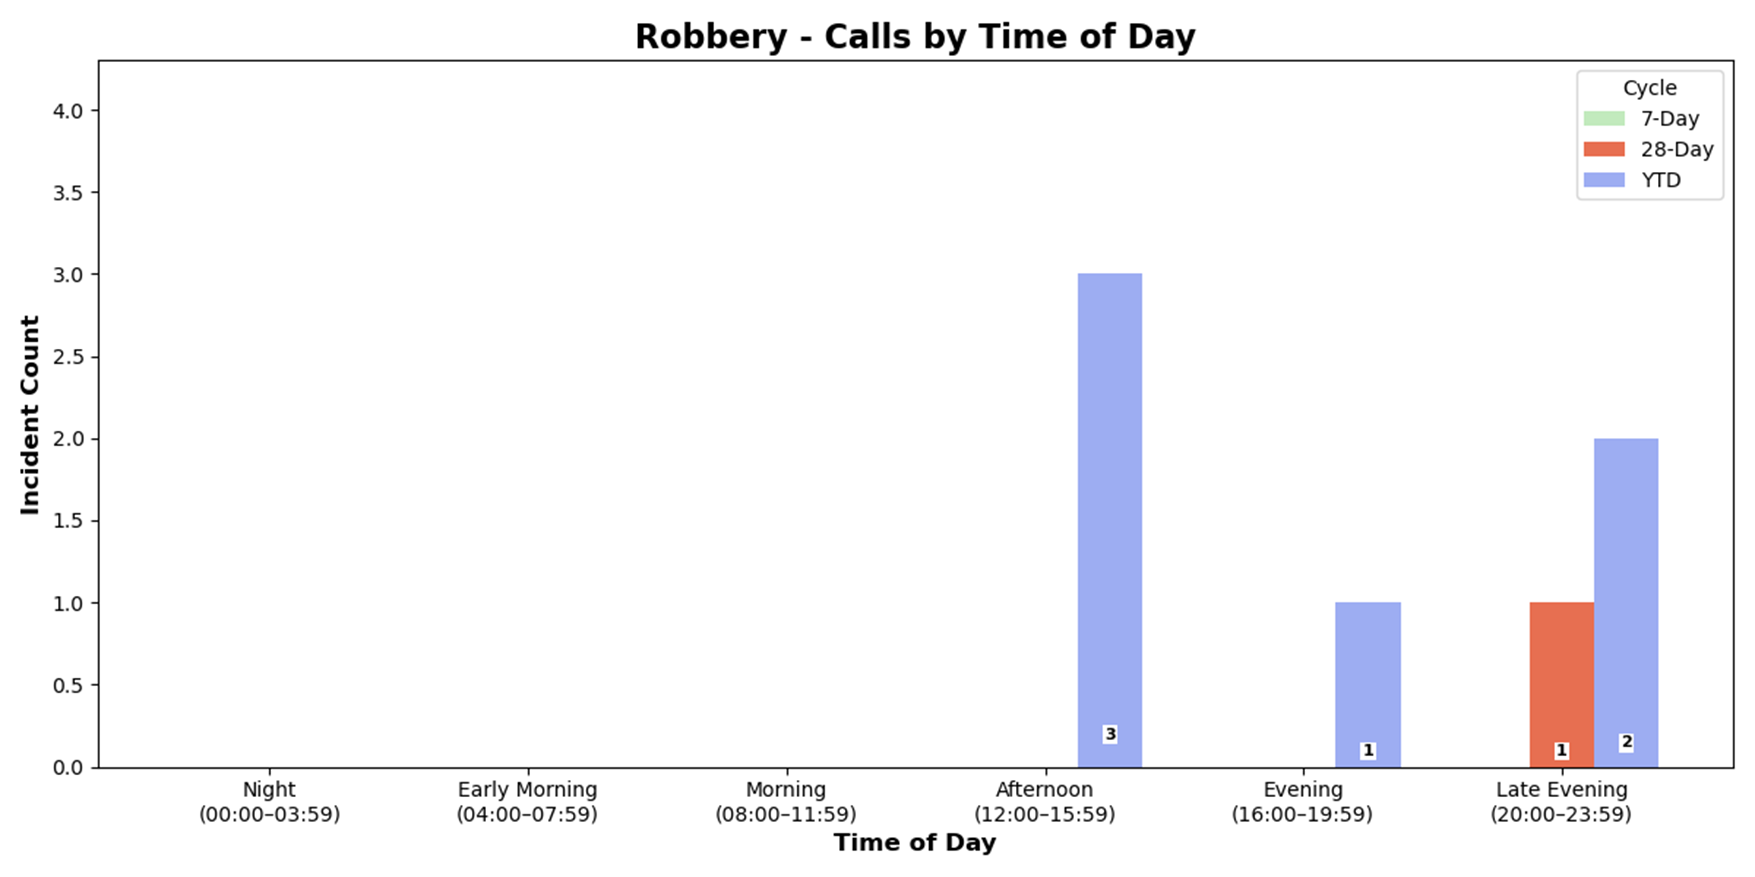 Robbery - Calls by Time of Day
Cycle
7-Day
28-Day
YTD
Incident Count
4.0
3.5
3.0
2.5
2.0
1.5
1.0
0.5
0.0
3
1
1
2
Night
(00:00–03:59)
Early Morning
(04:00–07:59)
Morning
(08:00–11:59)
Afternoon
(12:00–15:59)
Evening
(16:00–19:59)
Late Evening
(20:00–23:59)
Time of Day